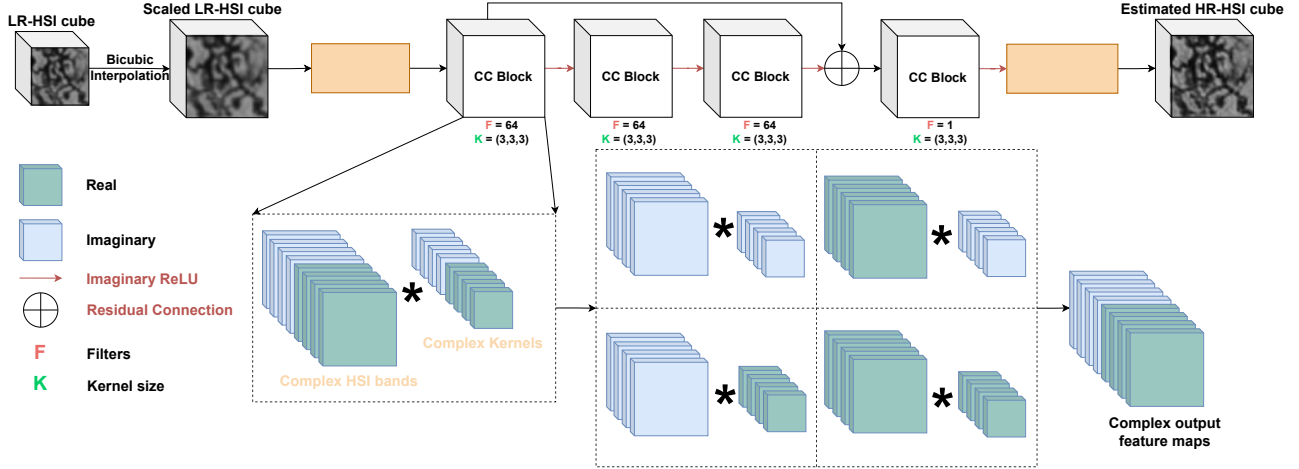 LR-HSI cube
Scaled LR-HSI cube
Estimated HR-HSI cube
Bicubic
Interpolation
CC Block
CC Block
CC Block
CC Block
F = 64
K = (3,3,3)
F = 64
K = (3,3,3)
F = 64
K = (3,3,3)
F = 1
K = (3,3,3)
Real
Imaginary
Imaginary ReLU
Residual Connection
F Filters
K Kernel size
*
Complex Kernels
Complex HSI bands
*
*
*
*
Complex output
feature maps